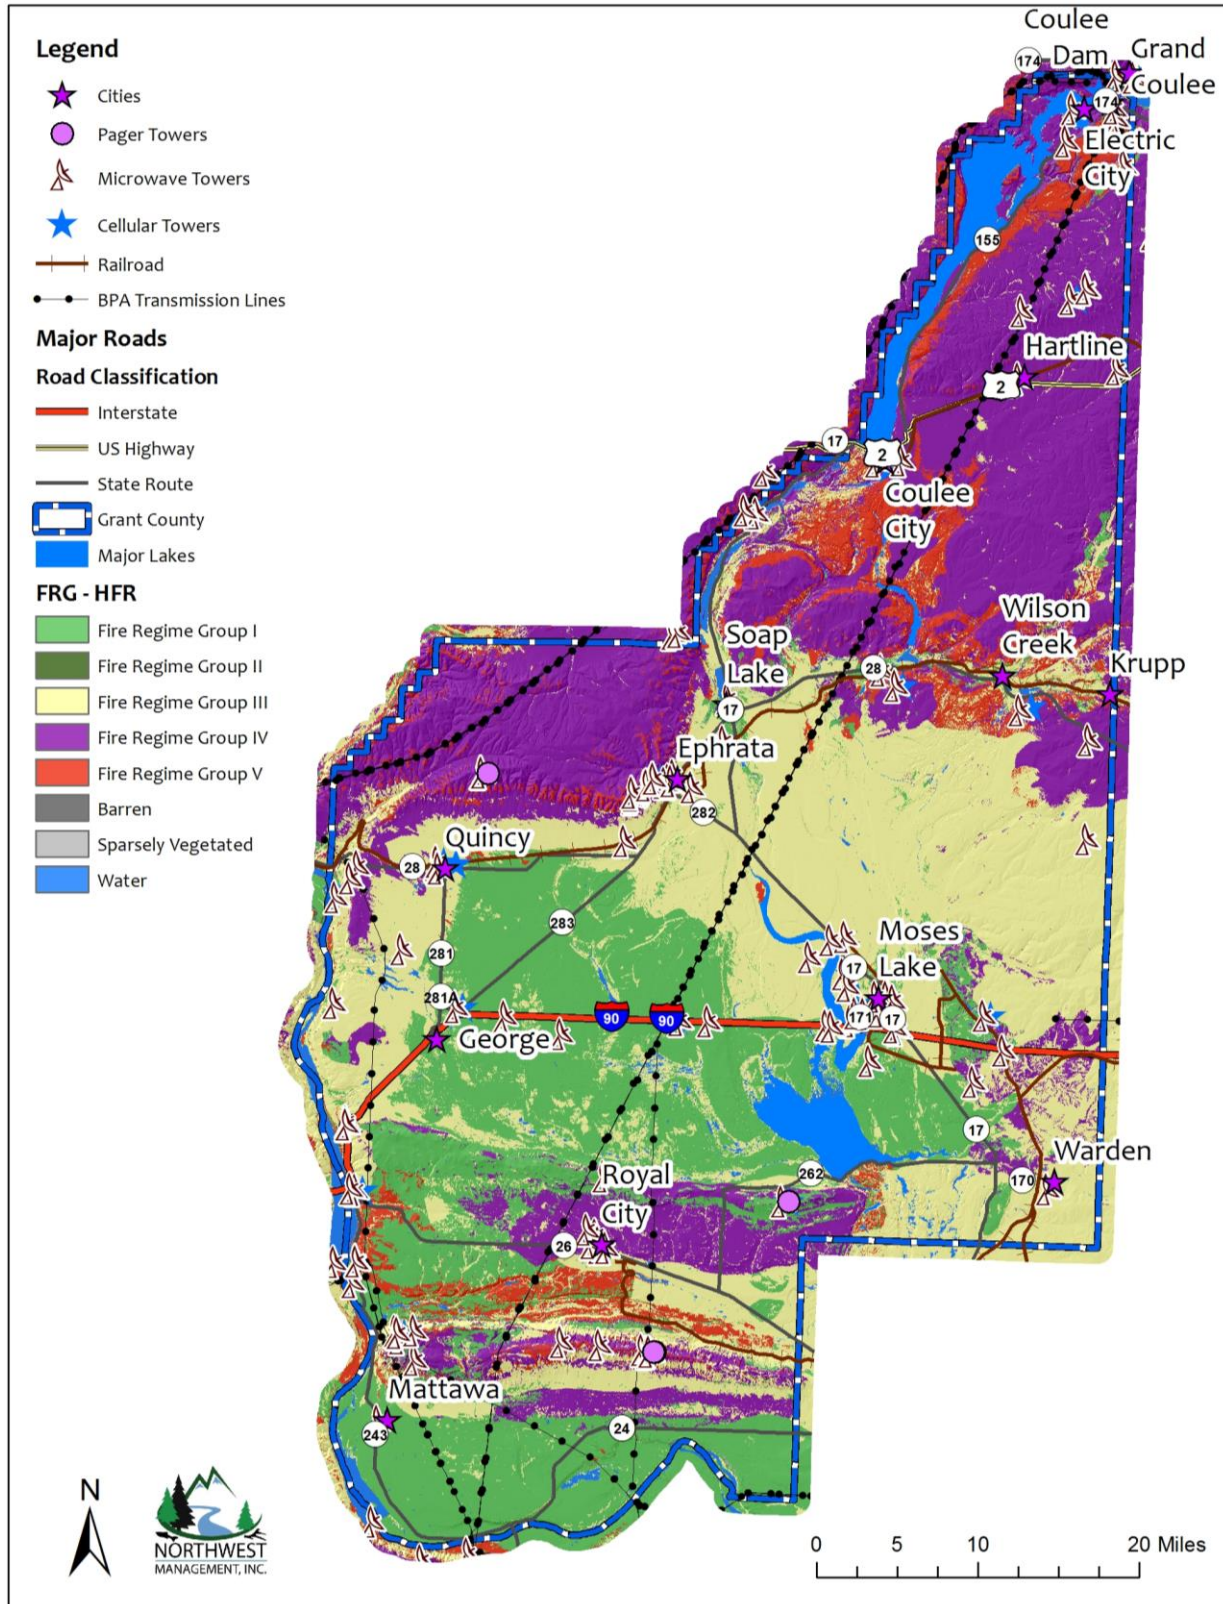 Legend
Cities
Pager Towers
Microwave Towers
Cellular Towers
Railroad
BPA Transmission Lines
Major Roads
Road Classification
Interstate
US Highway
State Route
Grant County
Major Lakes
FRG - HFR
Fire Regime Group I
Fire Regime Group II
Fire Regime Group III
Fire Regime Group IV
Fire Regime Group V
Barren
Sparsely Vegetated
Water
Coulee
Dam
174
Grand
Coulee
174
Electric
City
155
Hartline
2
17
2
Coulee
City
Wilson
Creek
Krupp
Soap
Lake
28
17
Ephrata
282
Quincy
28
283
281
281A
Moses
Lake
17
171
17
90
90
George
17
Warden
170
262
Royal
City
26
Mattawa
243
24
N
NORTHWEST
MANAGEMENT, INC.
0 5 10 20 Miles